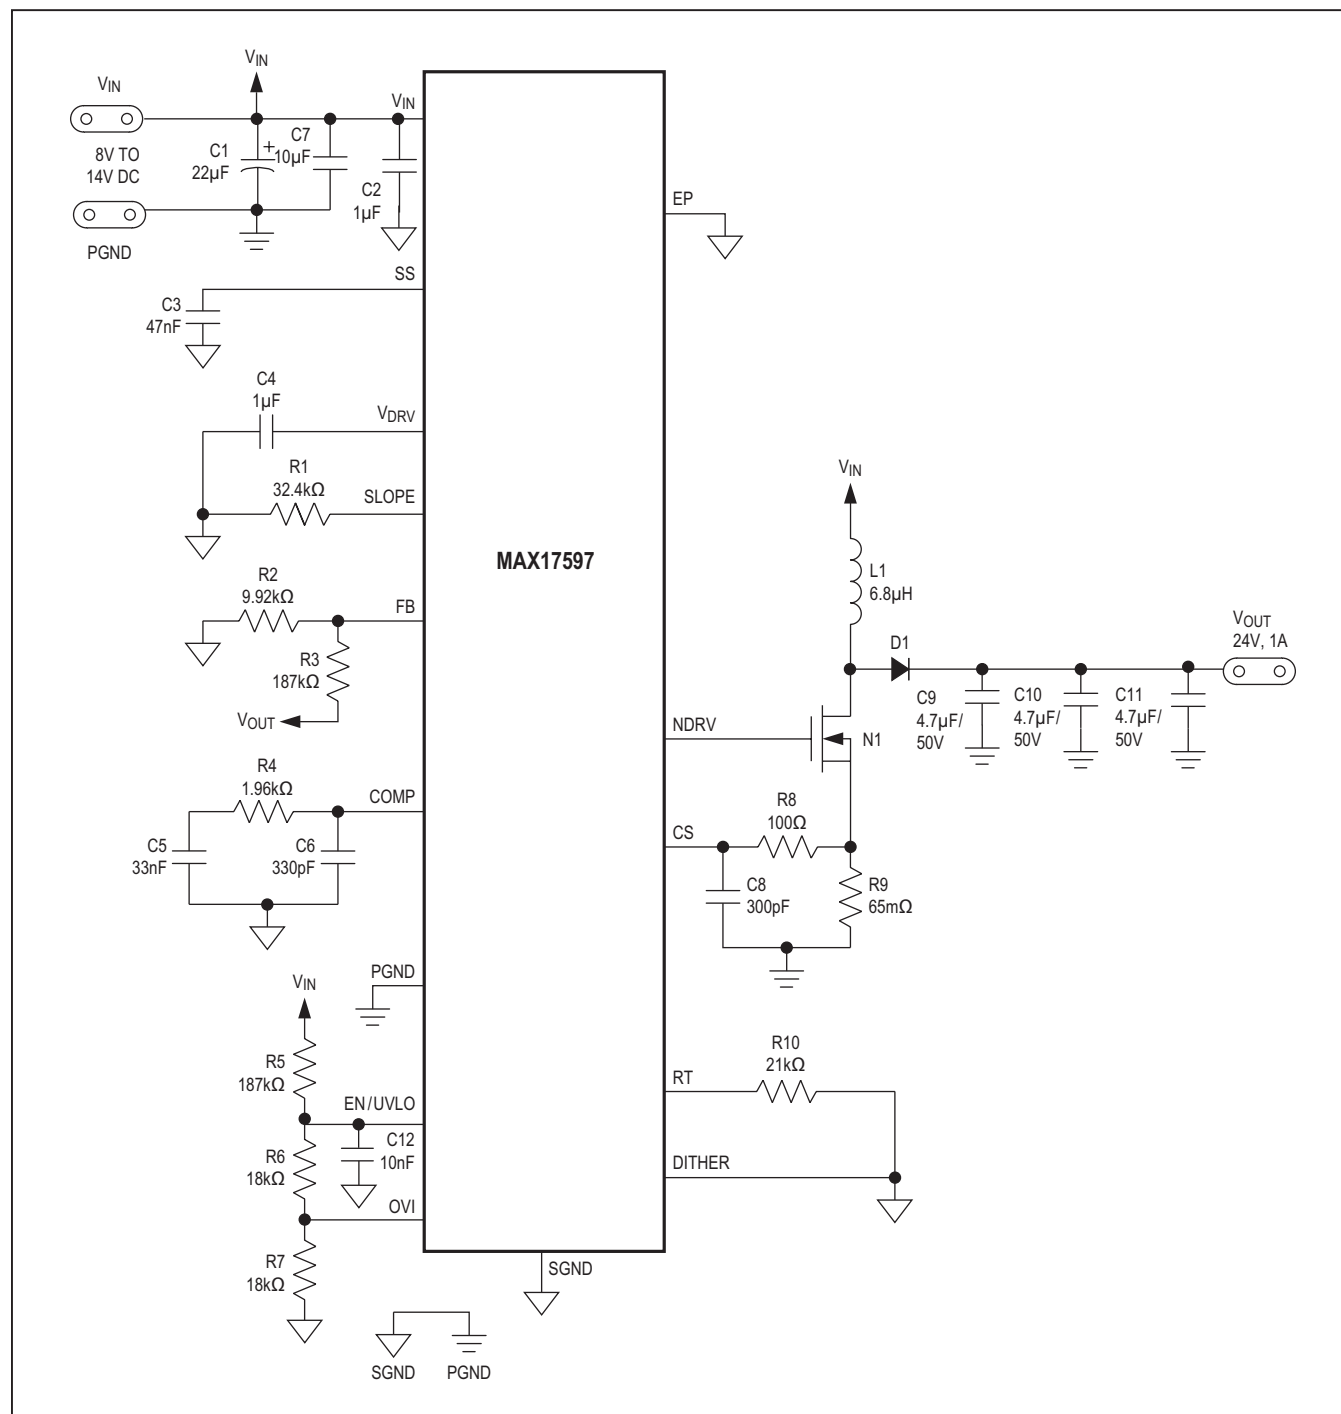 VIN
VIN
VIN
8V TO
14V DC
PGND
C1
22µF
+
C7
10µF
C2
1µF
EP
SS
C3
47nF
C4
1µF
VDRV
R1
32.4kΩ
SLOPE
MAX17597
R2
9.92kΩ
FB
R3
187kΩ
VOUT
VIN
L1
6.8µH
D1
VOUT
24V, 1A
C9
4.7µF/
50V
C10
4.7µF/
50V
C11
4.7µF/
50V
NDRV
N1
R4
1.96kΩ
COMP
C5
33nF
C6
330pF
R8
100Ω
CS
C8
300pF
R9
65mΩ
PGND
VIN
R5
187kΩ
EN/UVLO
C12
10nF
R6
18kΩ
OVI
R7
18kΩ
R10
21kΩ
RT
DITHER
SGND
SGND
PGND